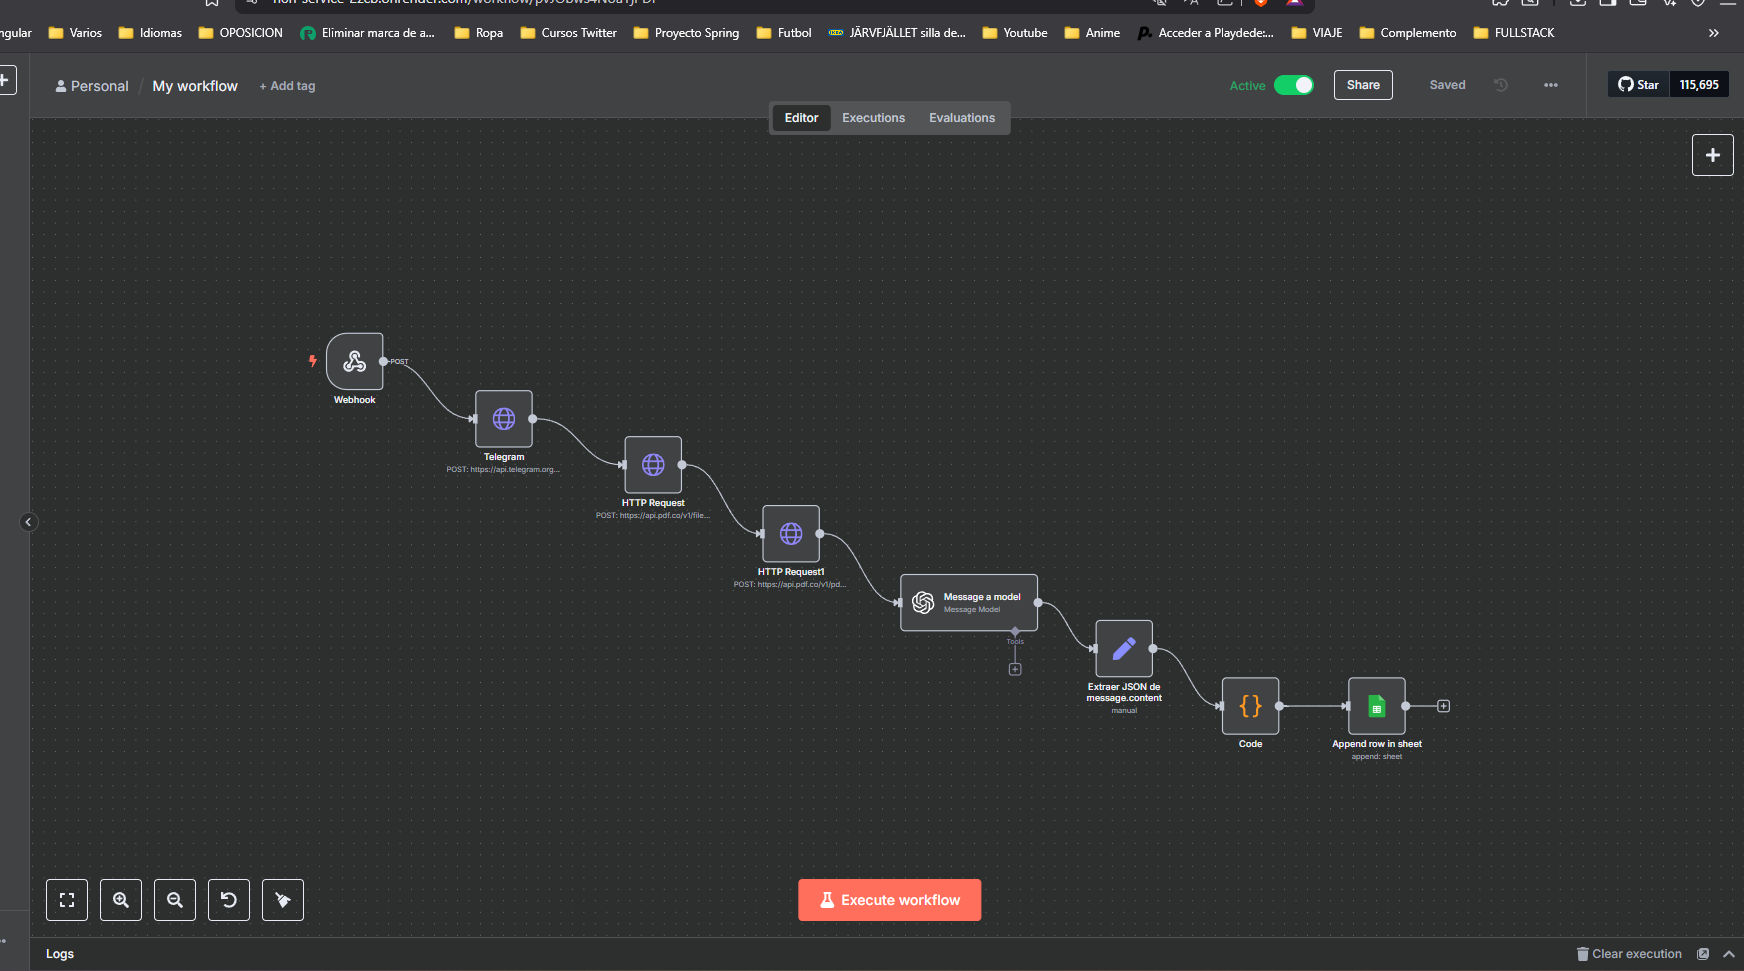 Varios
Idiomas
OPOSICION
Eliminar marca de a...
Ropa
Cursos Twitter
Proyecto Spring
Futbol
JÄRVFJÄLLET silla de...
Youtube
Anime
Acceder a Playdede:...
VIAJE
Complemento
FULLSTACK
Personal / My workflow + Add tag
Active
Share
Saved
Star 115,695
Editor Executions Evaluations
POST
Webhook
Telegram
POST: https://api.telegram.org...
HTTP Request
POST: https://api.pdf.co/v1/file...
HTTP Request1
POST: https://api.pdf.co/v1/pd...
Message a model
Message Model
Tools
Extraer JSON de
message.content
manual
Code
Append row in sheet
append: sheet
Execute workflow
Logs
Clear execution